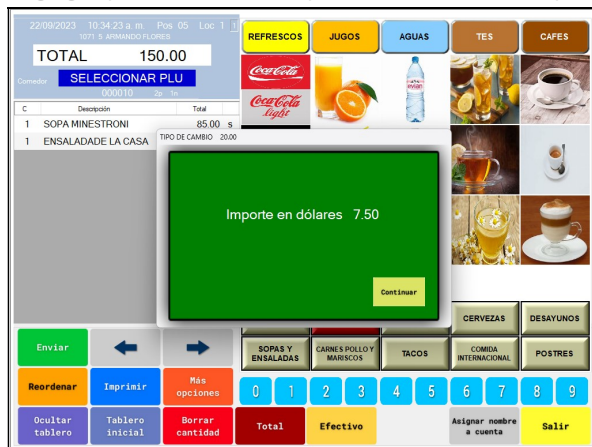 22/09/2023 10:34:23 a. m. Pos 05 Loc 1 1
1071 5 ARMANDO FLORES
TOTAL 150.00
Comedor SELECCIONAR PLU
000010 2p 1n
C Descripción Total
1 SOPA MINESTRONI 85.00 s
1 ENSALADADE LA CASA
REFRESCOS JUGOS AGUAS TES CAFES
Coca-Cola
Coca-Cola light
evian
TIPO DE CAMBIO 20.00
Importe en dólares 7.50
Continuar
CERVEZAS DESAYUNOS
SOPAS Y ENSALADAS CARNES POLLO Y MARISCOS TACOS COMIDA INTERNACIONAL POSTRES
Enviar
Reordenar Imprimir Más opciones
0 1 2 3 4 5 6 7 8 9
Ocultar tablero Tablero inicial Borrar cantidad
Total Efectivo Asignar nombre a cuenta Salir